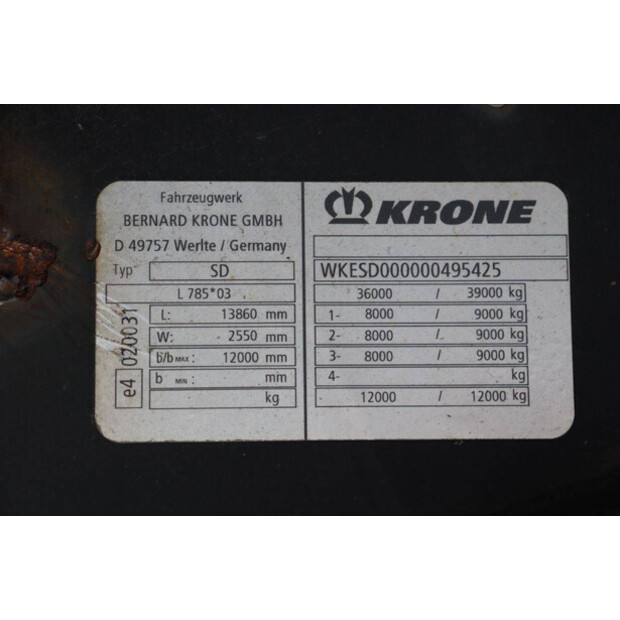 Fahrzeugwerk
BERNARD KRONE GMBH
D 49757 Werlte / Germany
Typ SD
L 785*03
L: 13860 mm
W: 2550 mm
b/b MAX: 12000 mm
b MIN: mm
kg
e4 020031
KRONE
WKESD000000495425
36000 / 39000 kg
1- 8000 / 9000 kg
2- 8000 / 9000 kg
3- 8000 / 9000 kg
4- / kg
- 12000 / 12000 kg